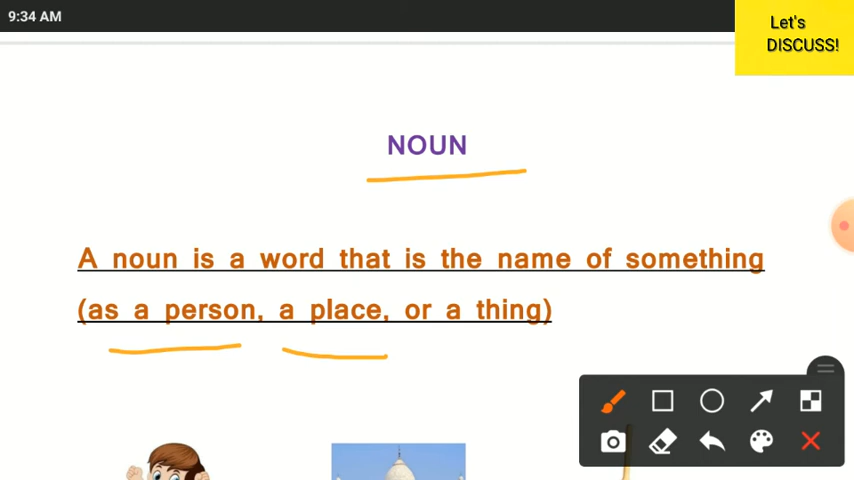 9:34 AM
Let's
DISCUSS!
NOUN
A noun is a word that is the name of something
(as a person, a place, or a thing)